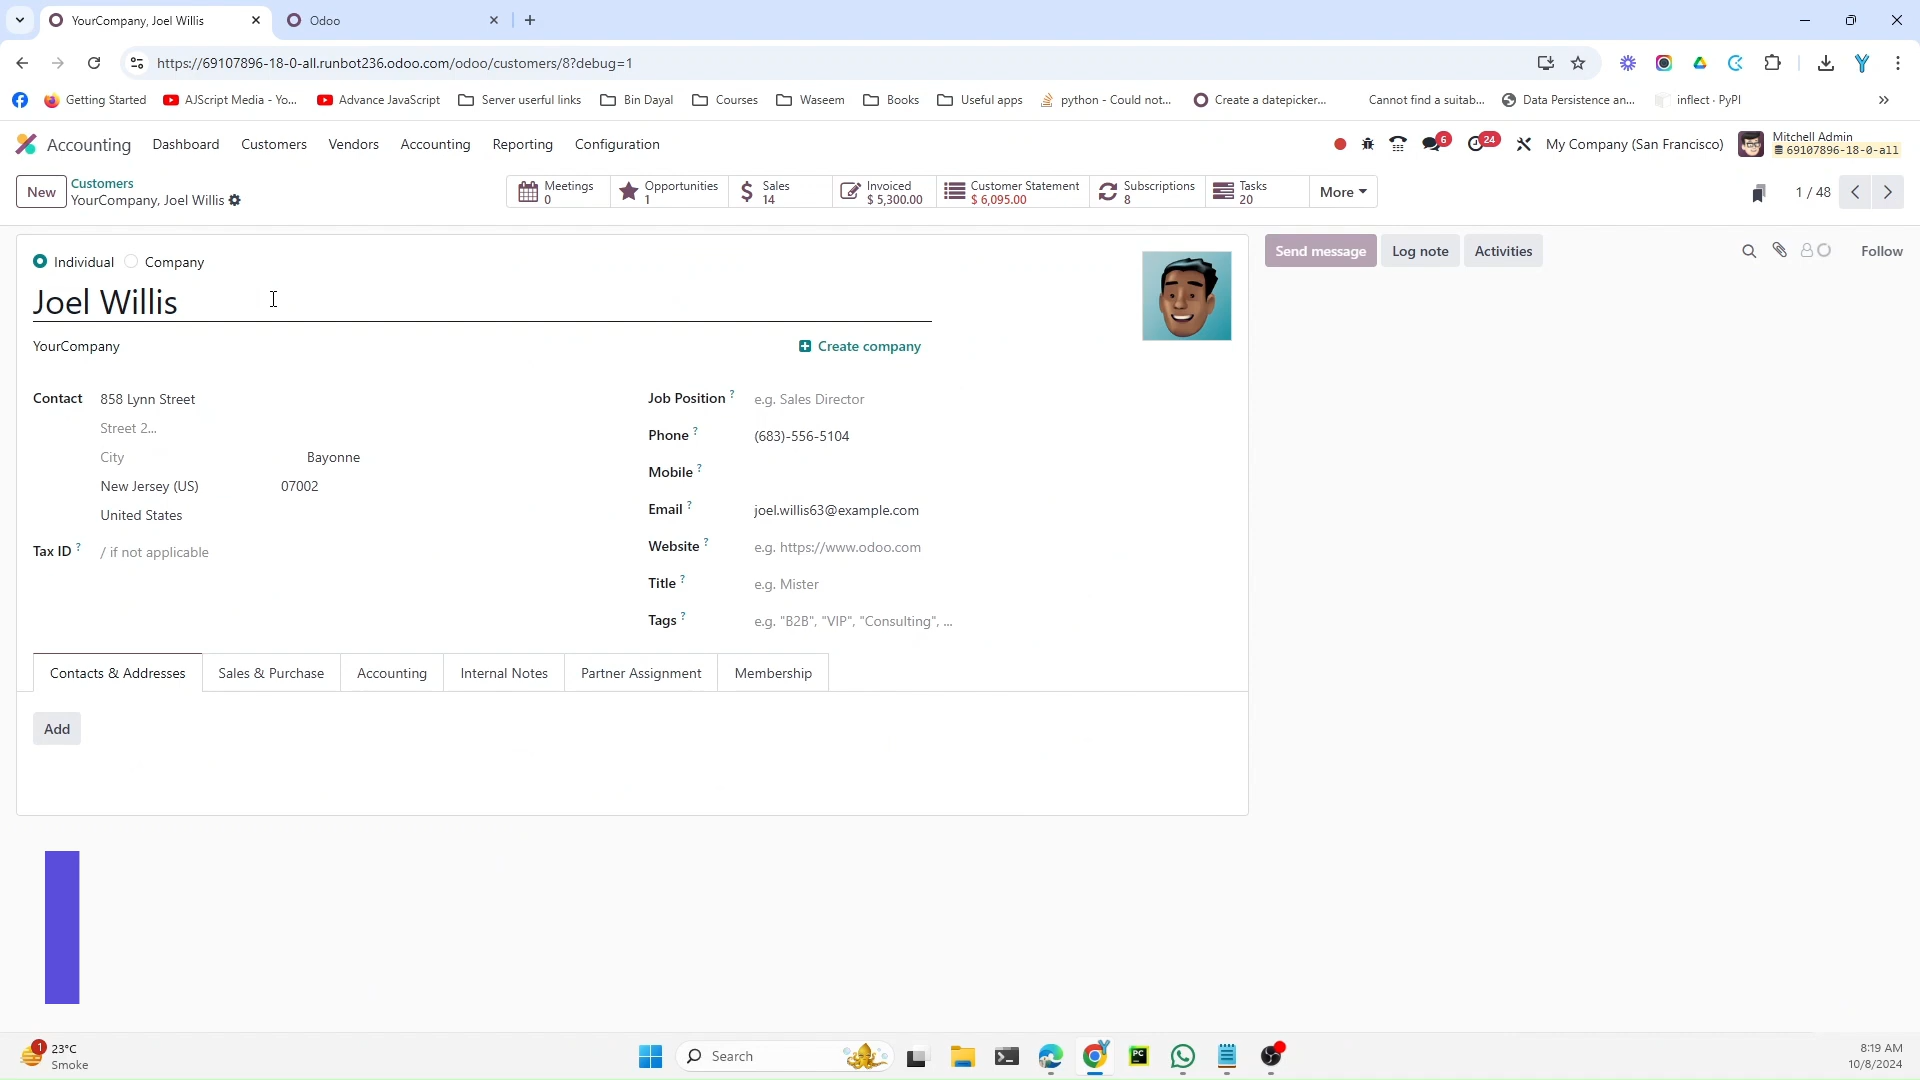 YourCompany, Joel Willis
Odoo
https://69107896-18-0-all.runbot236.odoo.com/odoo/customers/8?debug=1
Getting Started
AJScript Media - Yo...
Advance JavaScript
Server userful links
Bin Dayal
Courses
Waseem
Books
Useful apps
python - Could not...
Create a datepicker...
Cannot find a suitab...
Data Persistence an...
inflect · PyPI
»
Accounting
Dashboard
Customers
Vendors
Accounting
Reporting
Configuration
6
24
My Company (San Francisco)
Mitchell Admin
69107896-18-0-all
New
Customers
YourCompany, Joel Willis
Meetings
0
Opportunities
1
Sales
14
Invoiced
$ 5,300.00
Customer Statement
$ 6,095.00
Subscriptions
8
Tasks
20
More
1 / 48
Individual
Company
Send message
Log note
Activities
Follow
Joel Willis
YourCompany
Create company
Contact
858 Lynn Street
Street 2...
City
Bayonne
New Jersey (US)
07002
United States
Tax ID ?
/ if not applicable
Job Position ?
e.g. Sales Director
Phone ?
(683)-556-5104
Mobile ?
Email ?
joel.willis63@example.com
Website ?
e.g. https://www.odoo.com
Title ?
e.g. Mister
Tags ?
e.g. "B2B", "VIP", "Consulting", ...
Contacts & Addresses
Sales & Purchase
Accounting
Internal Notes
Partner Assignment
Membership
Add
1
23°C
Smoke
Search
PC
8:19 AM
10/8/2024